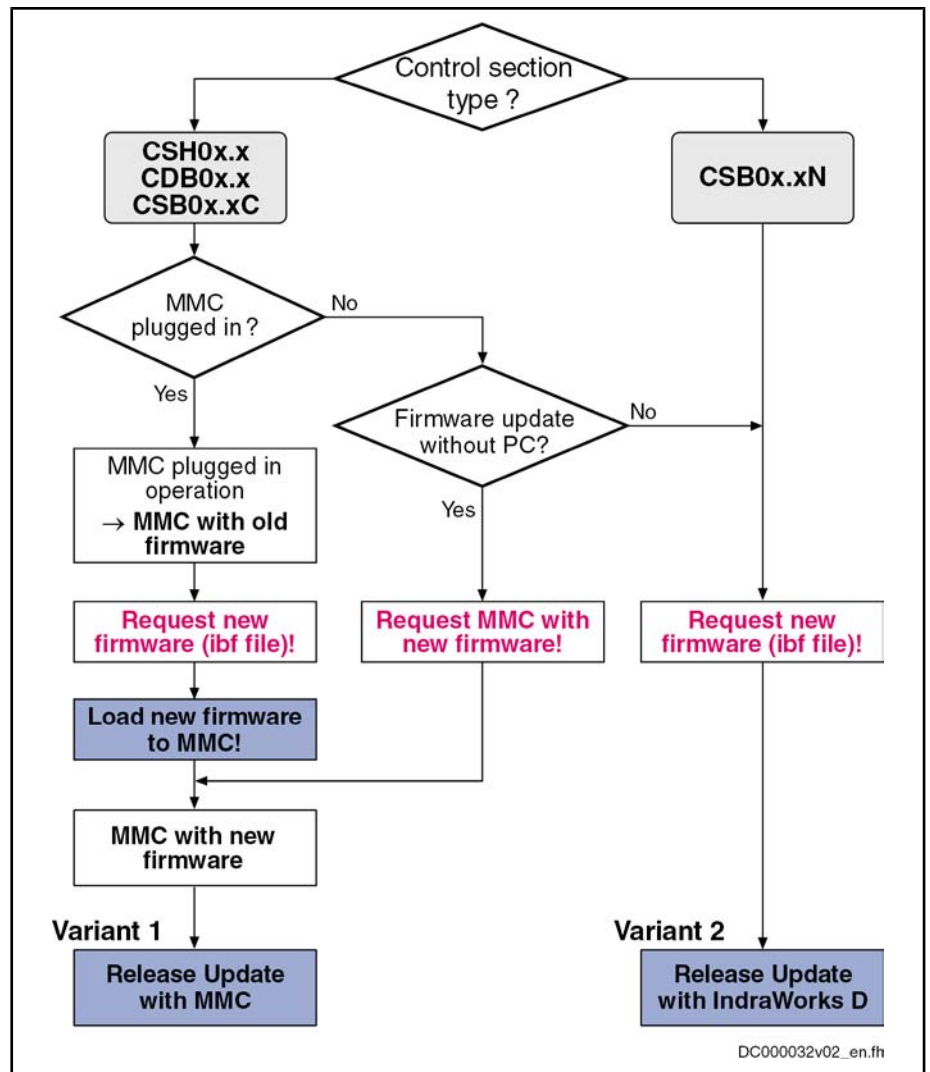 Control section
type ?
CSH0x.x
CDB0x.x
CSB0x.xC
CSB0x.xN
MMC
plugged in ?
No
Yes
Firmware update
without PC?
No
Yes
MMC plugged in
operation
→ MMC with old
firmware
Request new
firmware (ibf file)!
Request MMC with
new firmware!
Request new
firmware (ibf file)!
Load new firmware
to MMC!
MMC with new
firmware
Variant 1
Release Update
with MMC
Variant 2
Release Update
with IndraWorks D
DC000032v02_en.fh